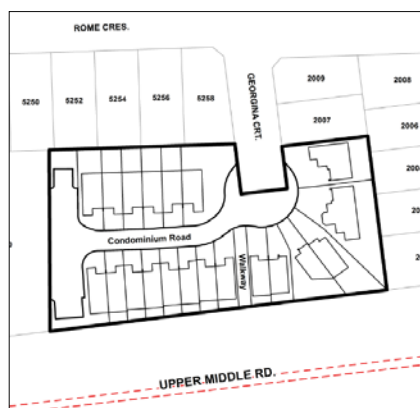 ROME CRES.
5250
5252
5254
5256
5258
GEORGINA CRT.
2009
2008
2007
2006
Condominium Road
Walkway
UPPER MIDDLE RD.